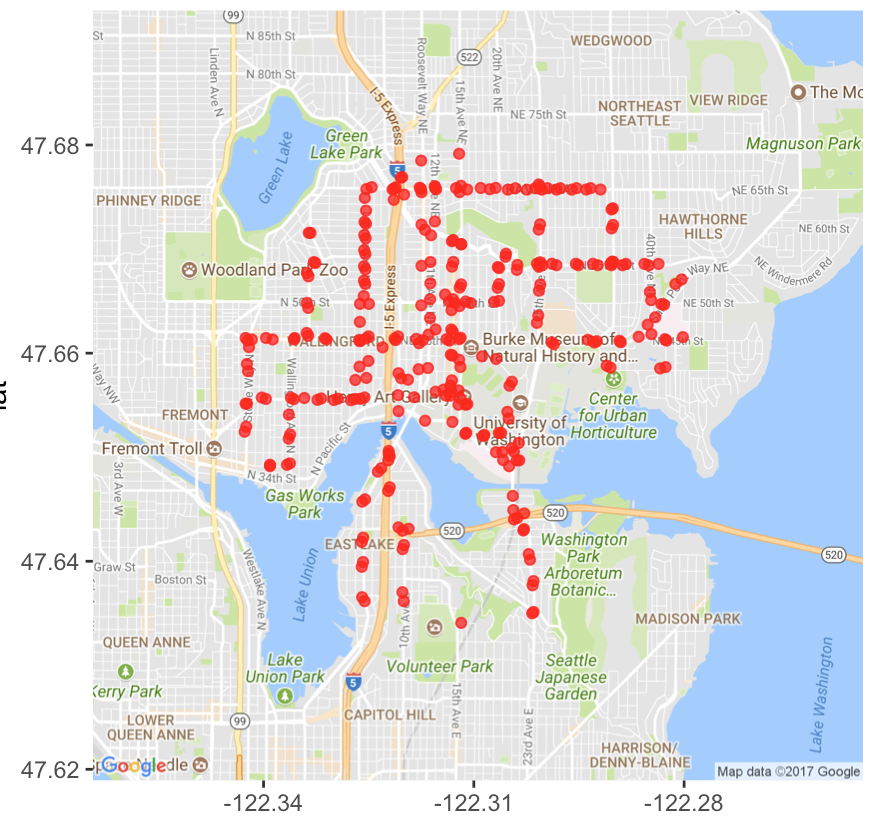 99
N 85th St
St
WEDGWOOD
522
Linden Ave N
N 80th St
Roosevelt Way NE
20th Ave NE
15th Ave NE
I-5 Express
NE 75th St
NORTHEAST
SEATTLE
VIEW RIDGE
The Mo
Green
Lake Park
47.68
Magnuson Park
Green Lake
5
12th
NE
NE 65th St
PHINNEY RIDGE
HAWTHORNE
HILLS
NE 60th St
Woodland Park Zoo
40th Ave
Way NE
NE Windermere Rd
I-5 Express
N 50th St
NE 50th St
47.66
WALLINGFORD
Burke Museum of
Natural History and...
45th St
Way NW
Henry Art Gallery
Center
for Urban
Horticulture
FREMONT
University of
Washington
5
Fremont Troll
N Pacific St
3rd Ave W
N 34th St
Gas Works
Park
520
520
47.64
EASTLAKE
Washington
Park
Arboretum
Botanic...
520
Graw St
Boston St
Westlake Ave N
Lake Union
10th Ave
MADISON PARK
QUEEN ANNE
Lake
Union Park
Volunteer Park
Seattle
Japanese
Garden
Lake Washington
Kerry Park
5
15th Ave E
23rd Ave E
99
LOWER
QUEEN ANNE
CAPITOL HILL
HARRISON/
DENNY-BLAINE
47.62
Google
Map data ©2017 Google
-122.34
-122.31
-122.28